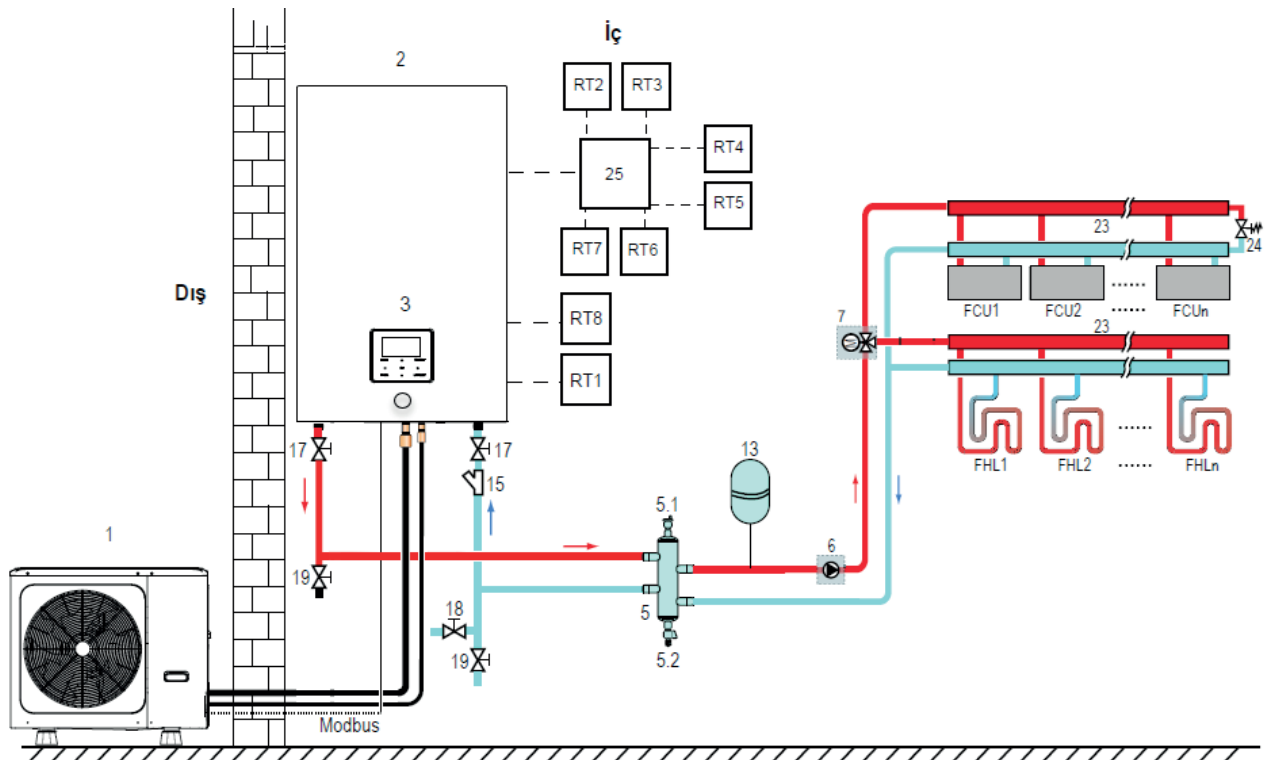 İç
2
RT2
RT3
RT4
25
RT5
RT7
RT6
23
24
Dış
3
RT8
FCU1
FCU2
......
FCUn
......
7
23
RT1
17
17
15
13
FHL1
FHL2
......
FHLn
......
1
5.1
6
19
18
5
19
5.2
Modbus